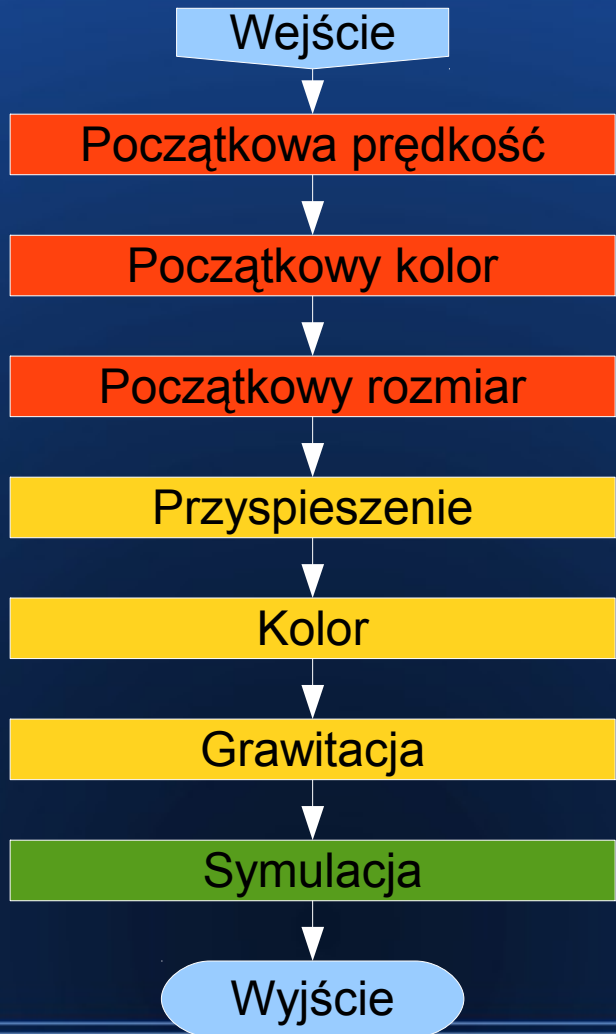 Wejście
Początkowa prędkość
Początkowy kolor
Początkowy rozmiar
Przyspieszenie
Kolor
Grawitacja
Symulacja
Wyjście